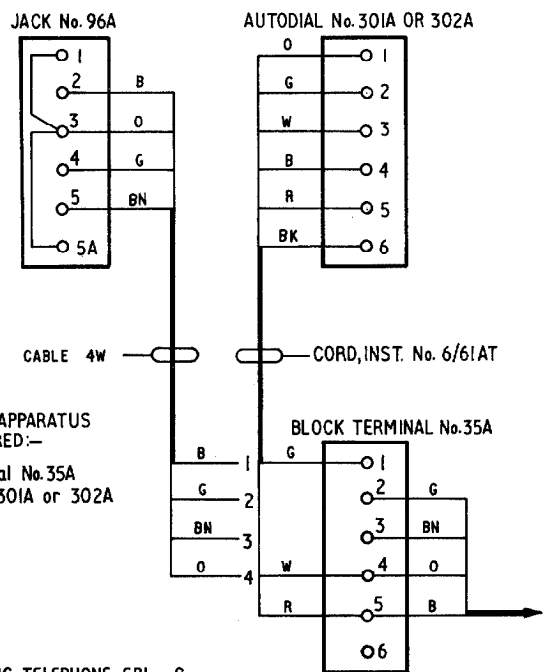 JACK No. 96A
1
2 B
3 O
4 G
5 BN
5A
AUTODIAL No. 301A OR 302A
O 1
G 2
W 3
B 4
R 5
BK 6
CABLE 4W
CORD, INST. No. 6/61AT
APPARATUS
RED:—
al No. 35A
301A or 302A
BLOCK TERMINAL No. 35A
B 1 G 1
G 2 2 G
BN 3 3 BN
O 4 W 4 O
R 5 B
6